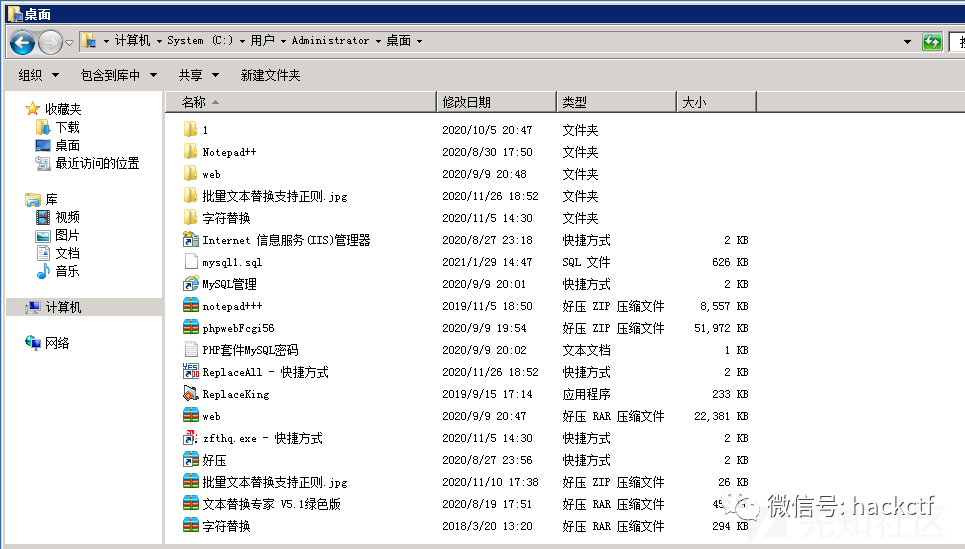 桌面
计算机 System (C:) 用户 Administrator 桌面
组织 包含到库中 共享 新建文件夹
收藏夹
下载
桌面
最近访问的位置
库
视频
图片
文档
音乐
计算机
网络
名称 修改日期 类型 大小
1 2020/10/5 20:47 文件夹
Notepad++ 2020/8/30 17:50 文件夹
web 2020/9/9 20:48 文件夹
批量文本替换支持正则.jpg 2020/11/26 18:52 文件夹
字符替换 2020/11/5 14:30 文件夹
Internet 信息服务(IIS)管理器 2020/8/27 23:18 快捷方式 2 KB
mysql1.sql 2021/1/29 14:47 SQL 文件 626 KB
MySQL管理 2020/9/9 20:01 快捷方式 2 KB
notepad+++ 2019/11/5 18:50 好压 ZIP 压缩文件 8,557 KB
phpwebFcgi56 2020/9/9 19:54 好压 ZIP 压缩文件 51,972 KB
PHP套件MySQL密码 2020/9/9 20:02 文本文档 1 KB
ReplaceAll - 快捷方式 2020/11/26 18:52 快捷方式 2 KB
ReplaceKing 2019/9/15 17:14 应用程序 233 KB
web 2020/9/9 20:47 好压 RAR 压缩文件 22,381 KB
zfthq.exe - 快捷方式 2020/11/5 14:30 快捷方式 2 KB
好压 2020/8/27 23:56 快捷方式 2 KB
批量文本替换支持正则.jpg 2020/11/10 17:38 好压 ZIP 压缩文件 26 KB
文本替换专家 V5.1绿色版 2020/8/19 17:51 好压 RAR 压缩文件
字符替换 2018/3/20 13:20 好压 RAR 压缩文件 294 KB
微信号: hackctf
先知社区